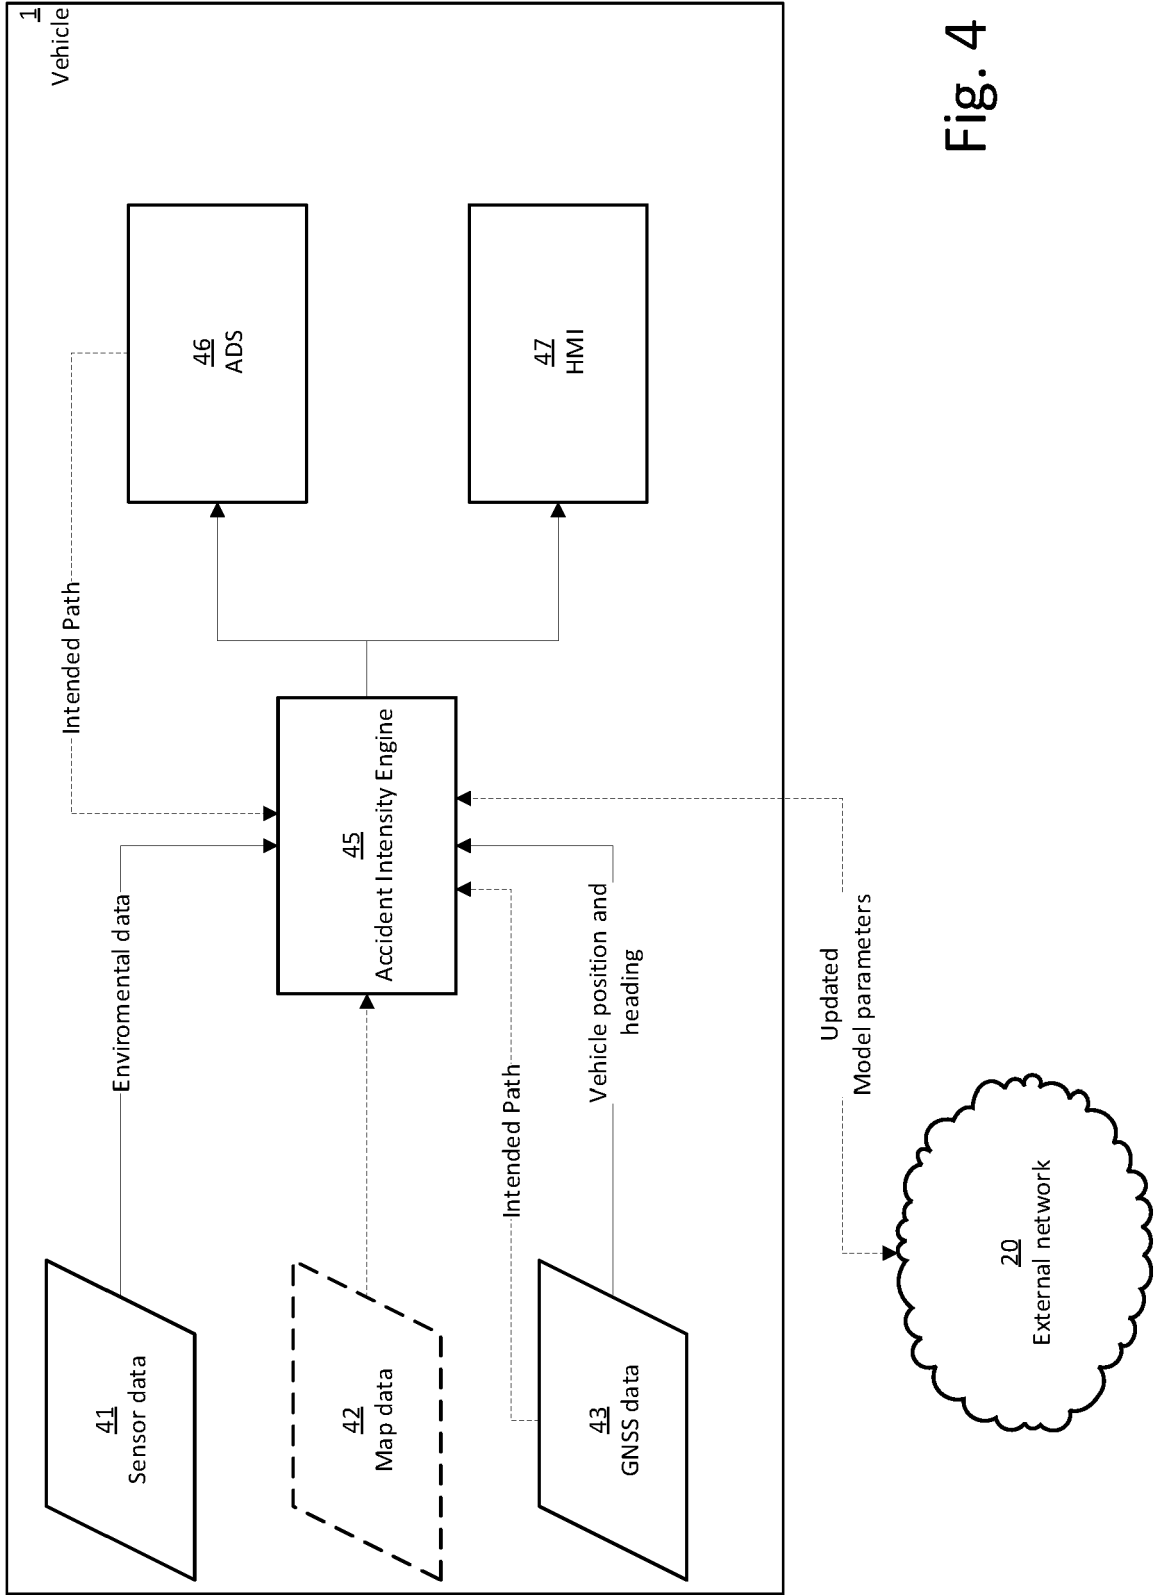 1
Vehicle
Intended Path
Enviromental data
41
Sensor data
46
ADS
42
Map data
45
Accident Intensity Engine
47
HMI
Intended Path
43
GNSS data
Vehicle position and
heading
Updated
Model parameters
20
External network
Fig. 4